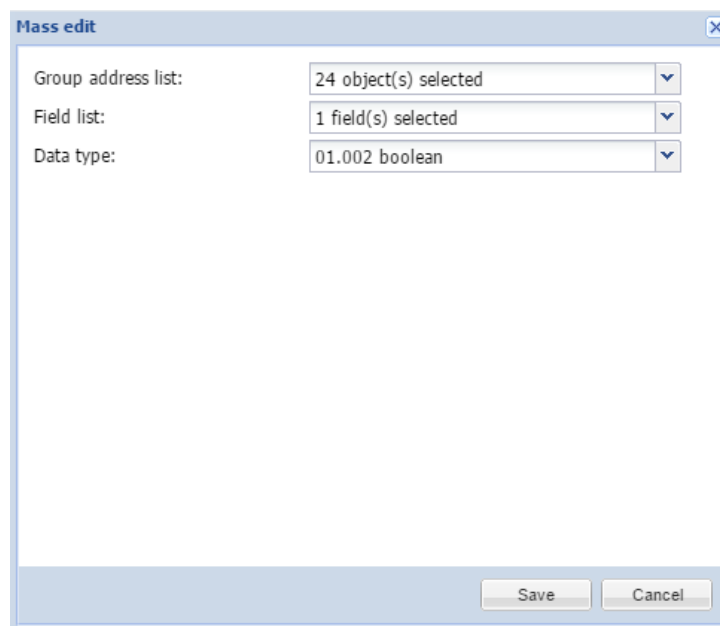 Mass edit
Group address list: 24 object(s) selected
Field list: 1 field(s) selected
Data type: 01.002 boolean
Save Cancel